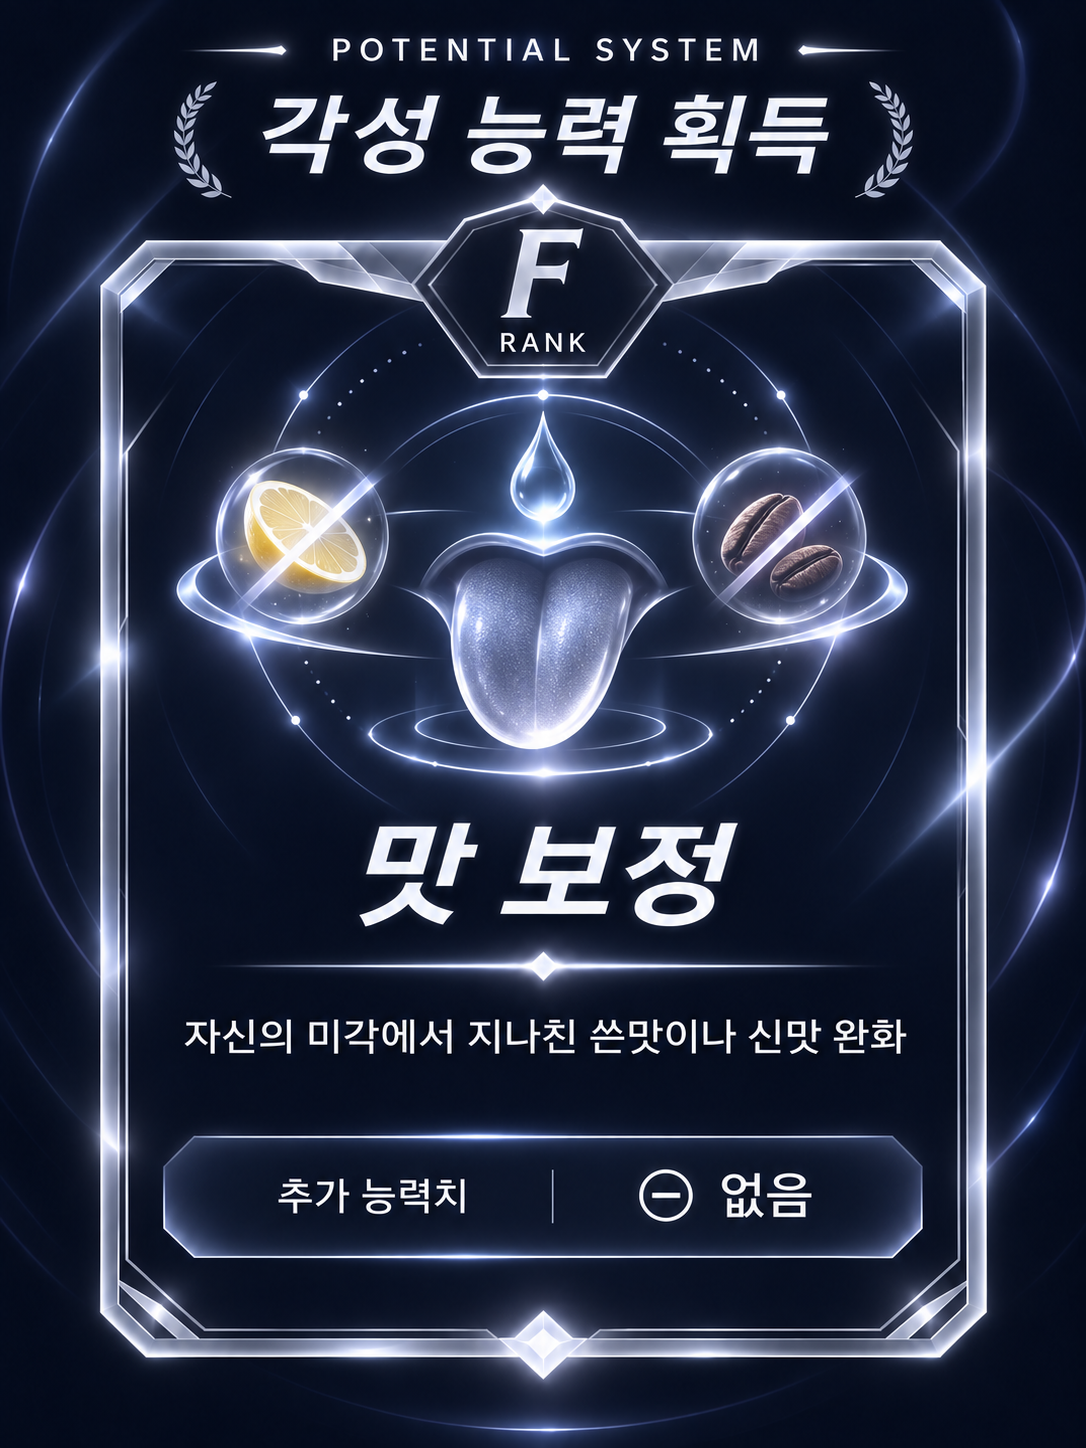 POTENTIAL SYSTEM
각성 능력 획득
F
RANK
맛 보정
자신의 미각에서 지나친 쓴맛이나 신맛 완화
추가 능력치
없음